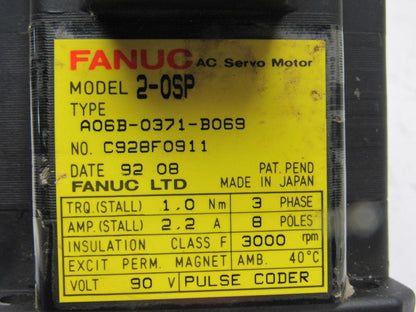 FANUC AC Servo Motor
MODEL 2-0SP
TYPE
A06B-0371-B069
NO. C928F0911
DATE 92 08 PAT. PEND
FANUC LTD MADE IN JAPAN
TRQ.(STALL) 1.0 Nm 3 PHASE
AMP.(STALL) 2.2 A 8 POLES
INSULATION CLASS F 3000 rpm
EXCIT PERM. MAGNET AMB. 40°C
VOLT 90 V PULSE CODER